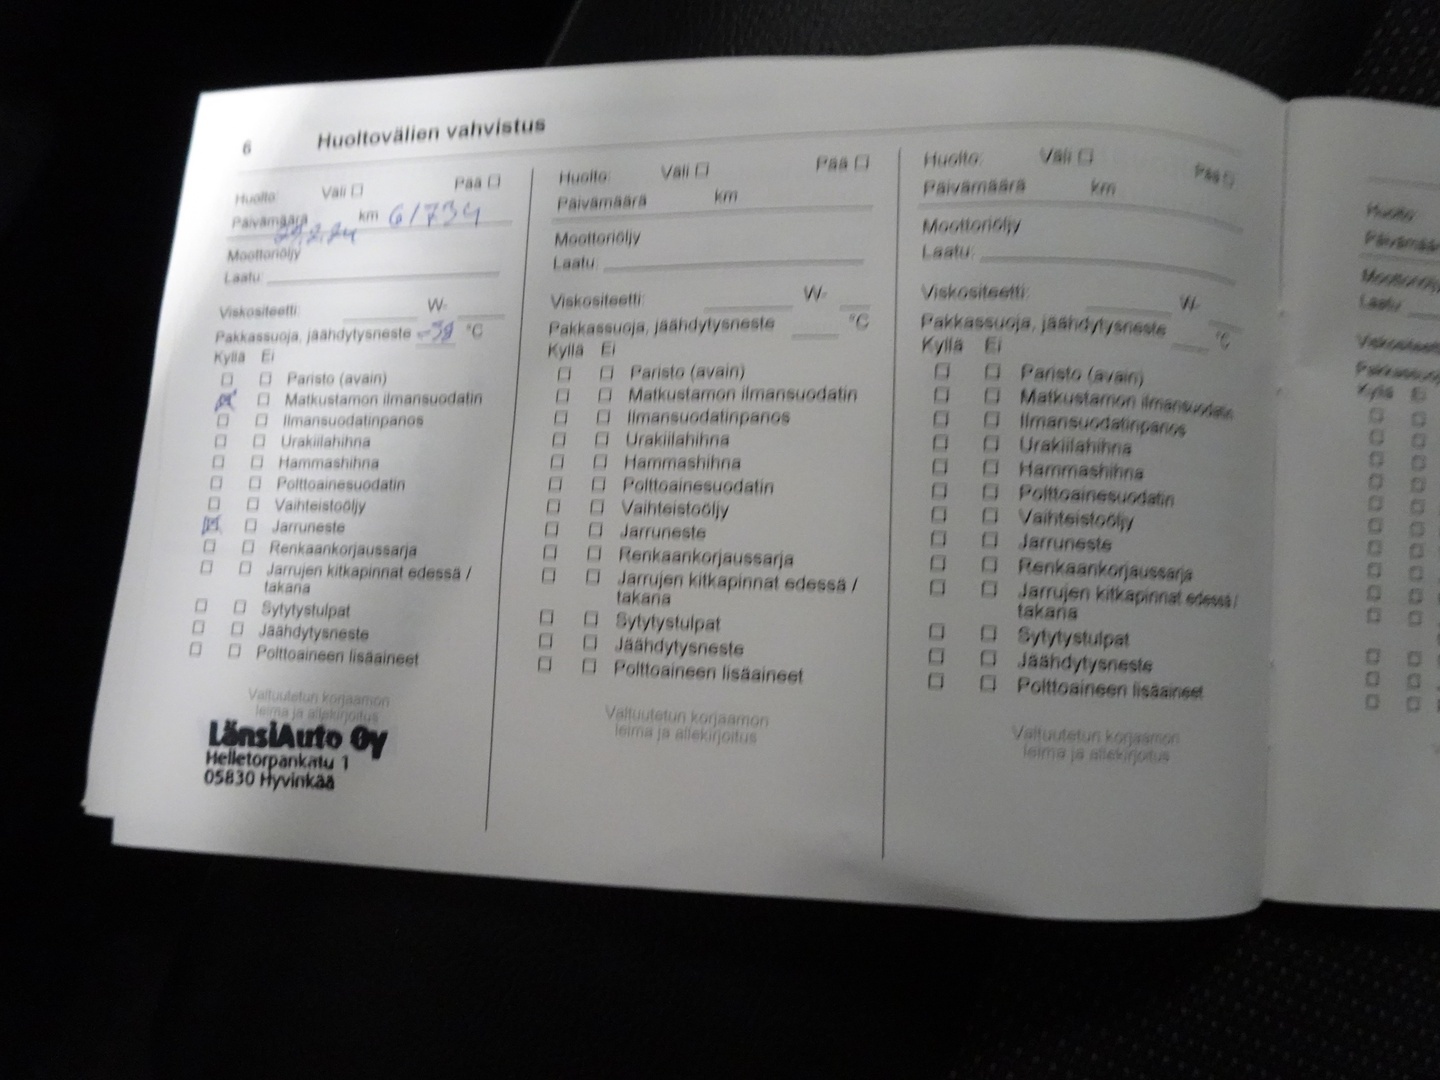 6 Huoltovälien vahvistus
Huolto: Väli Pää
Päivämäärä km 61734
Moottoriöljy
Laatu:
Viskositeetti: W-
Pakkassuoja, jäähdytysneste -38 °C
Kyllä Ei
Paristo (avain)
Matkustamon ilmansuodatin
Ilmansuodatinpanos
Urakiilahihna
Hammashihna
Polttoainesuodatin
Vaihteistoöljy
Jarruneste
Renkaankorjaussarja
Jarrujen kitkapinnat edessä /
takana
Sytytystulpat
Jäähdytysneste
Polttoaineen lisäaineet
Valtuutetun korjaamon
leima ja allekirjoitus
LänsiAuto Oy
Helletorpankatu 1
05830 Hyvinkää
Huolto: Väli Pää
Päivämäärä km
Moottoriöljy
Laatu:
Viskositeetti: W-
Pakkassuoja, jäähdytysneste °C
Kyllä Ei
Paristo (avain)
Matkustamon ilmansuodatin
Ilmansuodatinpanos
Urakiilahihna
Hammashihna
Polttoainesuodatin
Vaihteistoöljy
Jarruneste
Renkaankorjaussarja
Jarrujen kitkapinnat edessä /
takana
Sytytystulpat
Jäähdytysneste
Polttoaineen lisäaineet
Valtuutetun korjaamon
leima ja allekirjoitus
Huolto: Väli Pää
Päivämäärä km
Moottoriöljy
Laatu:
Viskositeetti: W-
Pakkassuoja, jäähdytysneste °C
Kyllä Ei
Paristo (avain)
Matkustamon ilmansuodatin
Ilmansuodatinpanos
Urakiilahihna
Hammashihna
Polttoainesuodatin
Vaihteistoöljy
Jarruneste
Renkaankorjaussarja
Jarrujen kitkapinnat edessä /
takana
Sytytystulpat
Jäähdytysneste
Polttoaineen lisäaineet
Valtuutetun korjaamon
leima ja allekirjoitus
Huolto:
Laatu:
Kyllä Ei